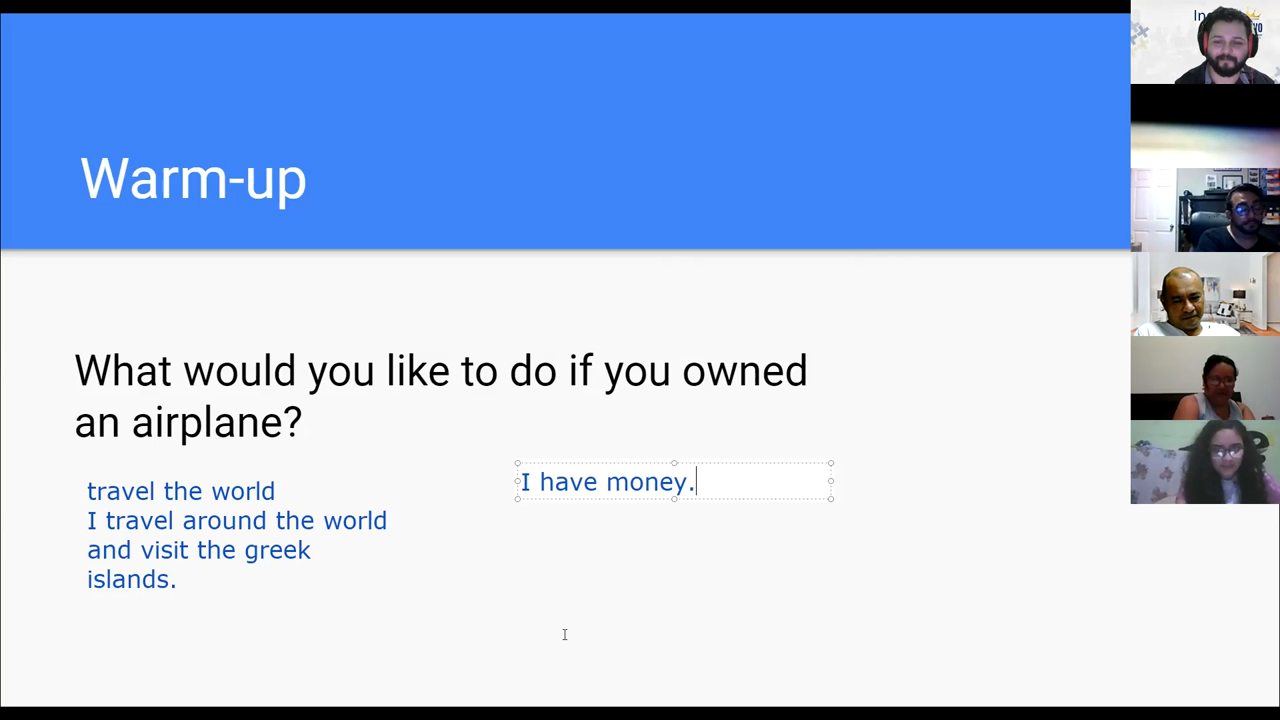 Warm-up
What would you like to do if you owned
an airplane?
travel the world
I travel around the world
and visit the greek
islands.
I have money.